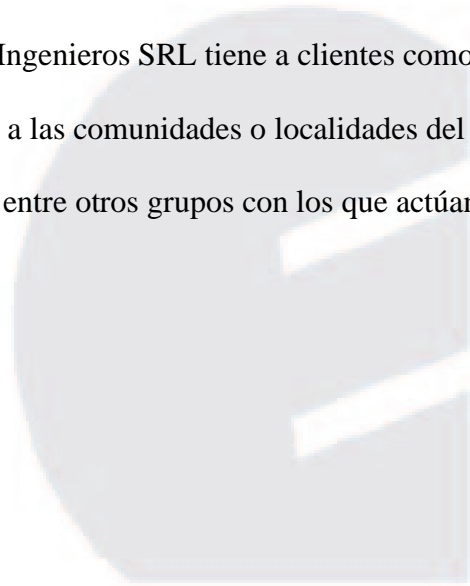 Ingenieros SRL tiene a clientes como
a las comunidades o localidades del
entre otros grupos con los que actúan